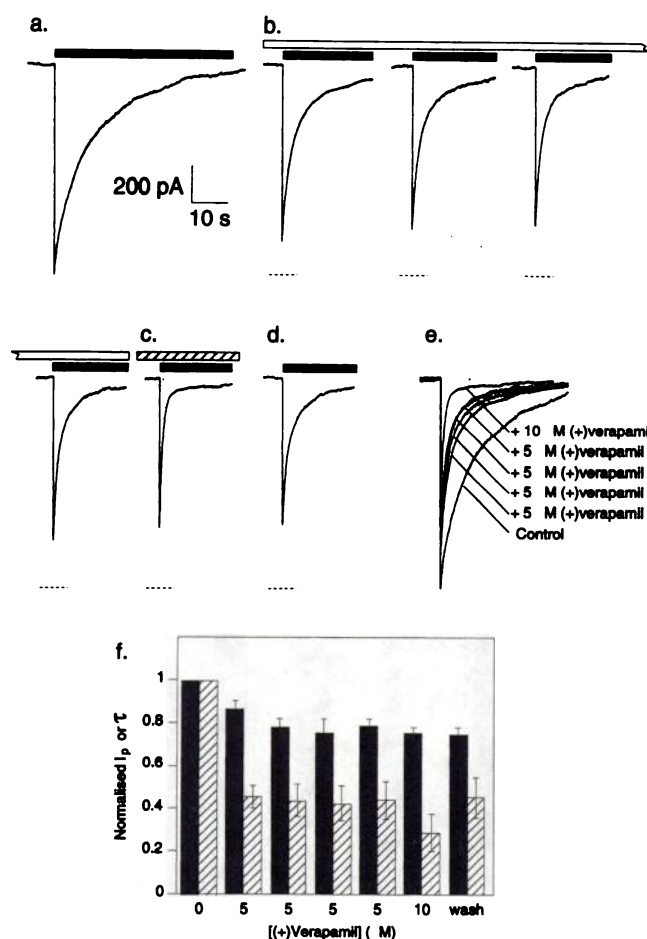 a.
b.
200 pA
10 s
c.
d.
e.
+ 10 M (+)verapamil
+ 5 M (+)verapamil
+ 5 M (+)verapamil
+ 5 M (+)verapamil
+ 5 M (+)verapamil
Control
f.
Normalised Ip or τ
1
0.8
0.6
0.4
0.2
0
0 5 5 5 5 10 wash
[(+)Verapamil] ( M)